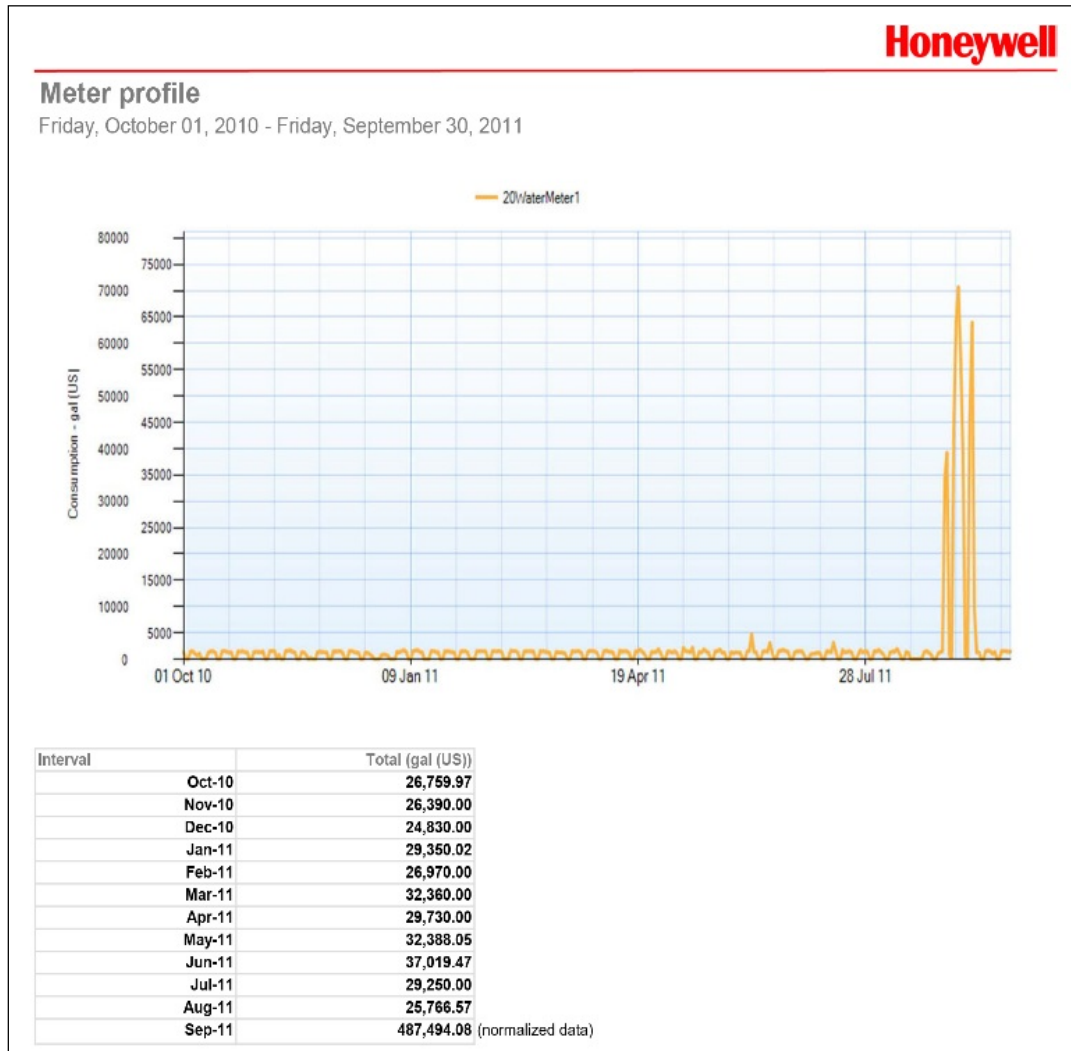 Honeywell
Meter profile
Friday, October 01, 2010 - Friday, September 30, 2011
20WaterMeter1
80000
75000
70000
65000
60000
55000
50000
45000
40000
35000
30000
25000
20000
15000
10000
5000
0
Consumption - gal (US)
01 Oct 10 09 Jan 11 19 Apr 11 28 Jul 11
Interval Total (gal (US))
Oct-10 26,759.97
Nov-10 26,390.00
Dec-10 24,830.00
Jan-11 29,350.02
Feb-11 26,970.00
Mar-11 32,360.00
Apr-11 29,730.00
May-11 32,388.05
Jun-11 37,019.47
Jul-11 29,250.00
Aug-11 25,766.57
Sep-11 487,494.08 (normalized data)